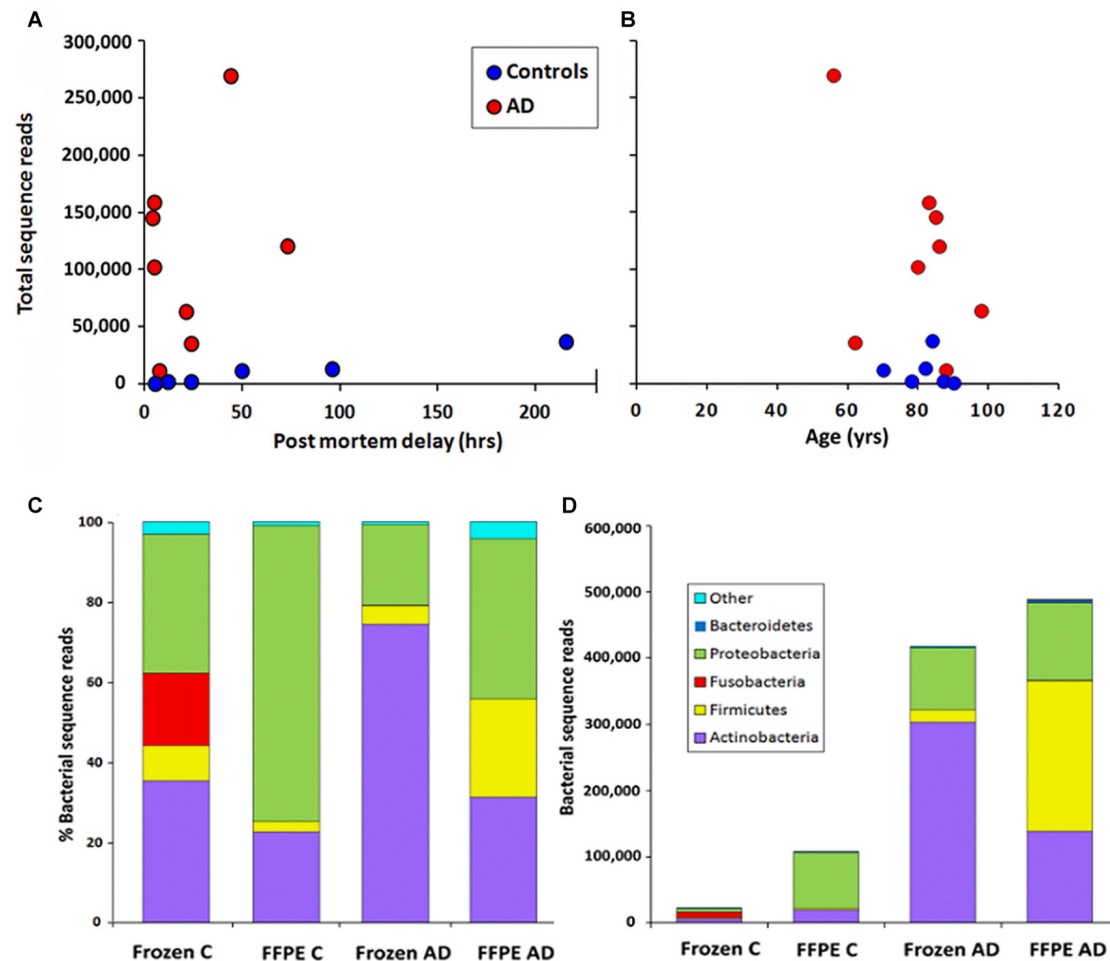 A
300,000
250,000
200,000
150,000
100,000
50,000
0
Total sequence reads
Controls
AD
0 50 100 150 200
Post mortem delay (hrs)
B
0 20 40 60 80 100 120
Age (yrs)
C
100
80
60
40
20
0
% Bacterial sequence reads
Frozen C FFPE C Frozen AD FFPE AD
D
600,000
500,000
400,000
300,000
200,000
100,000
0
Bacterial sequence reads
Other
Bacteroidetes
Proteobacteria
Fusobacteria
Firmicutes
Actinobacteria
Frozen C FFPE C Frozen AD FFPE AD